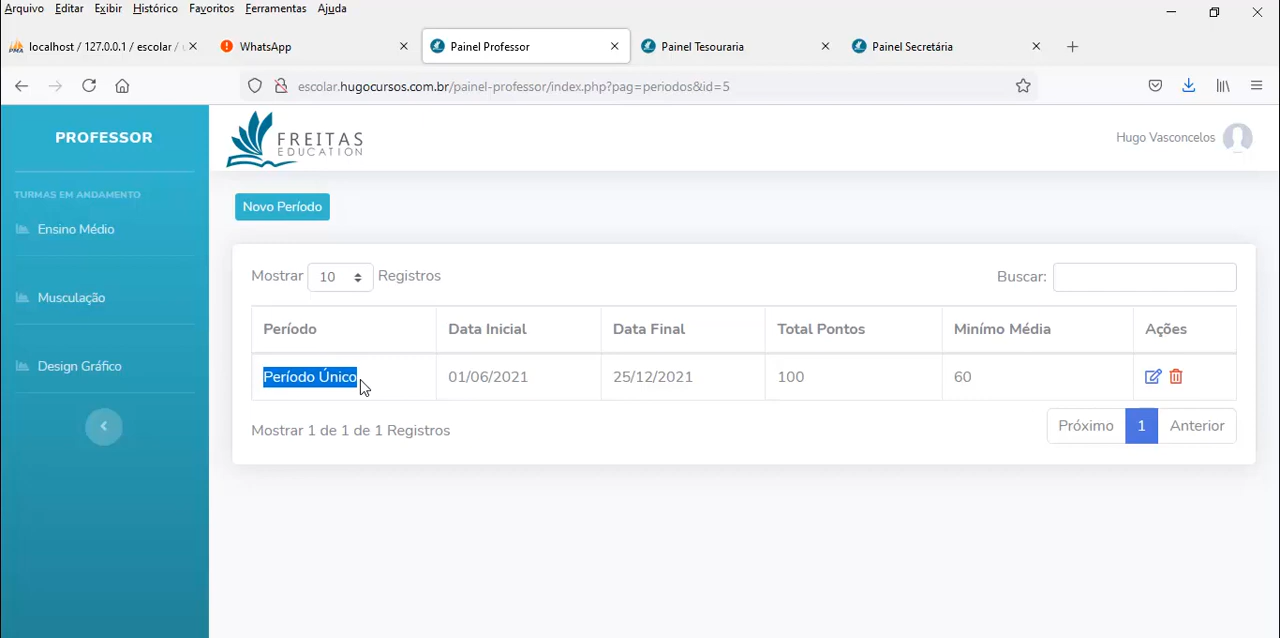 Arquivo Editar Exibir Histórico Favoritos Ferramentas Ajuda
localhost / 127.0.0.1 / escolar / WhatsApp Painel Professor Painel Tesouraria Painel Secretária
escolar.hugocursos.com.br/painel-professor/index.php?pag=periodos&id=5
PROFESSOR
FREITAS
EDUCATION
Hugo Vasconcelos
TURMAS EM ANDAMENTO
Ensino Médio
Musculação
Design Gráfico
Novo Período
Mostrar 10 Registros Buscar:
Período Data Inicial Data Final Total Pontos Minímo Média Ações
Período Único 01/06/2021 25/12/2021 100 60
Mostrar 1 de 1 de 1 Registros Próximo 1 Anterior